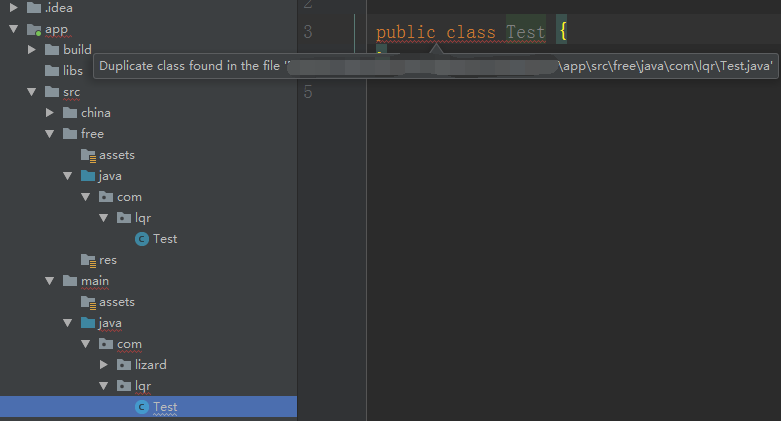 .idea
app
build
libs
src
china
free
assets
java
com
lqr
Test
res
main
assets
java
com
lizard
lqr
Test
2
3 public class Test {
Duplicate class found in the file '\app\src\free\java\com\lqr\Test.java'
5